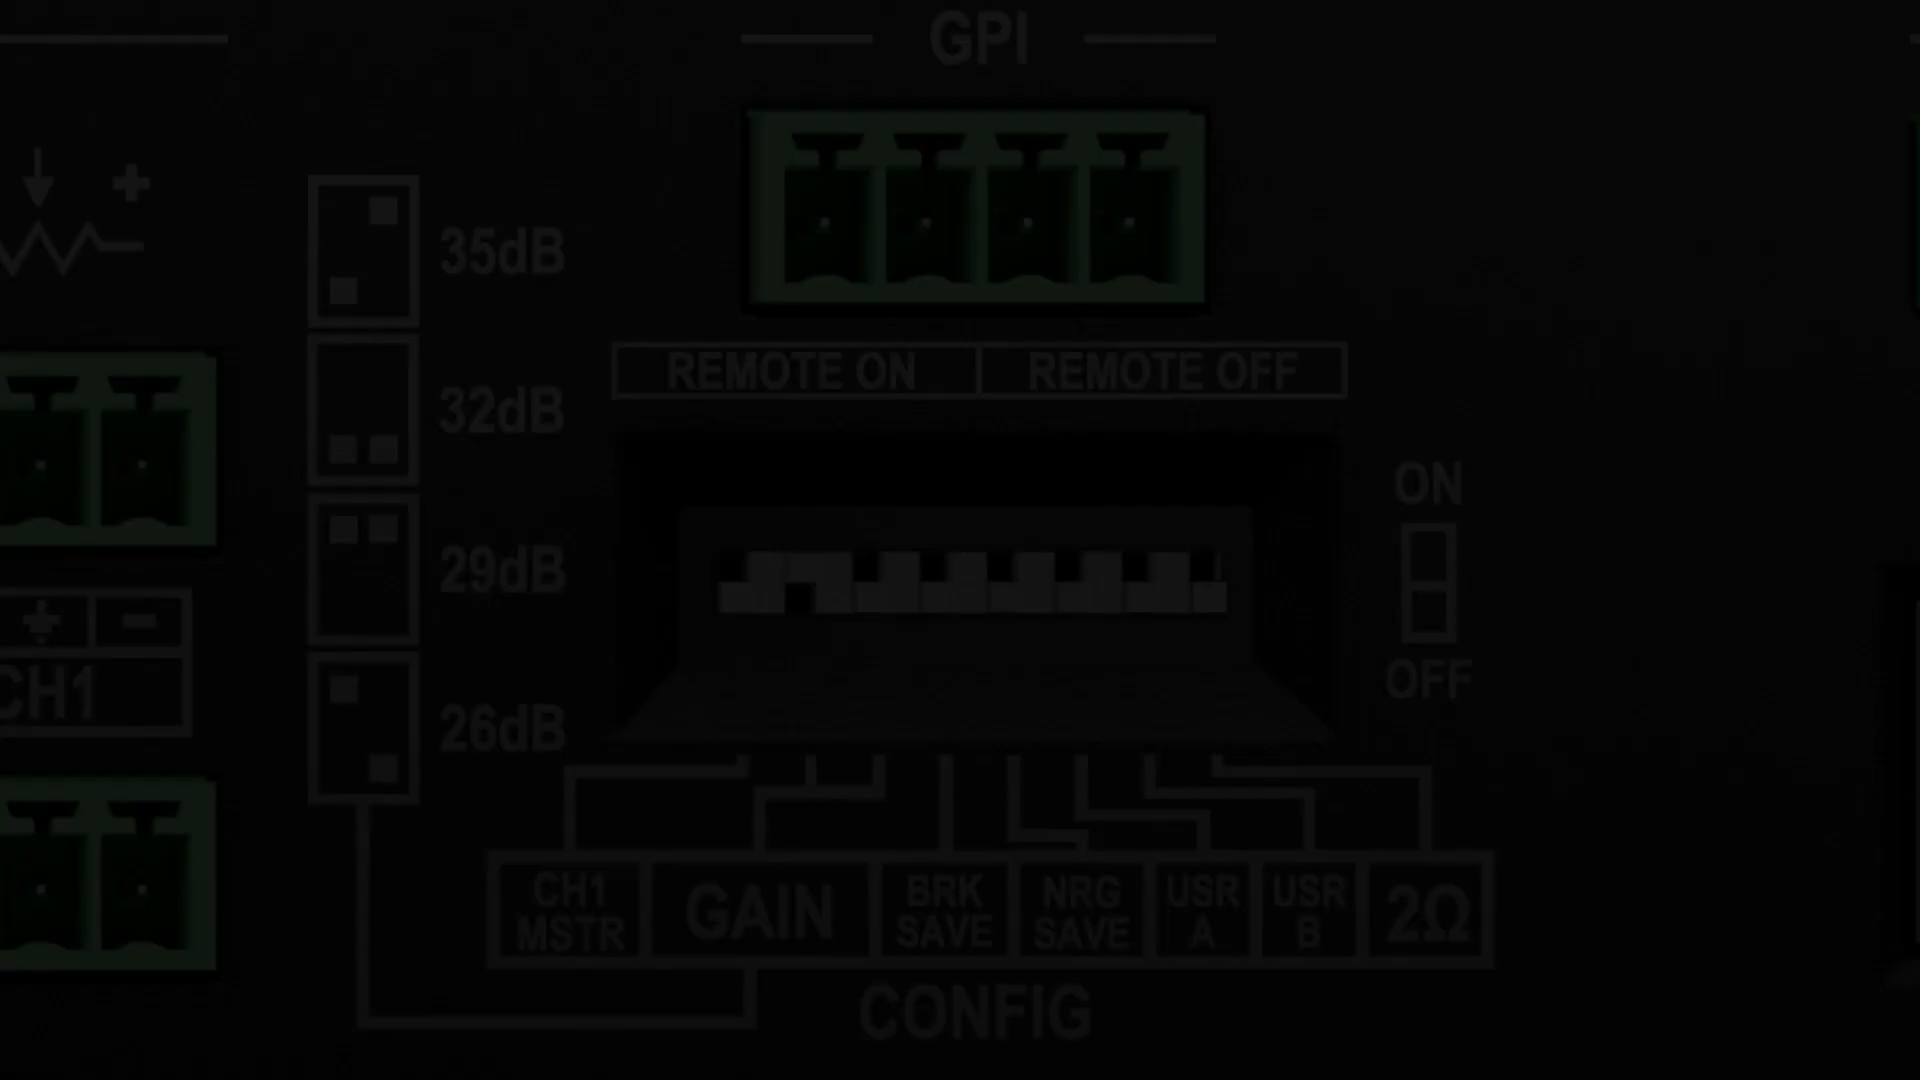 GPI
+
35dB
REMOTE ON REMOTE OFF
32dB
ON
29dB
+ −
CH1
OFF
26dB
CH1 MSTR
GAIN
BRK SAVE
NRG SAVE
USR A
USR B
2Ω
CONFIG